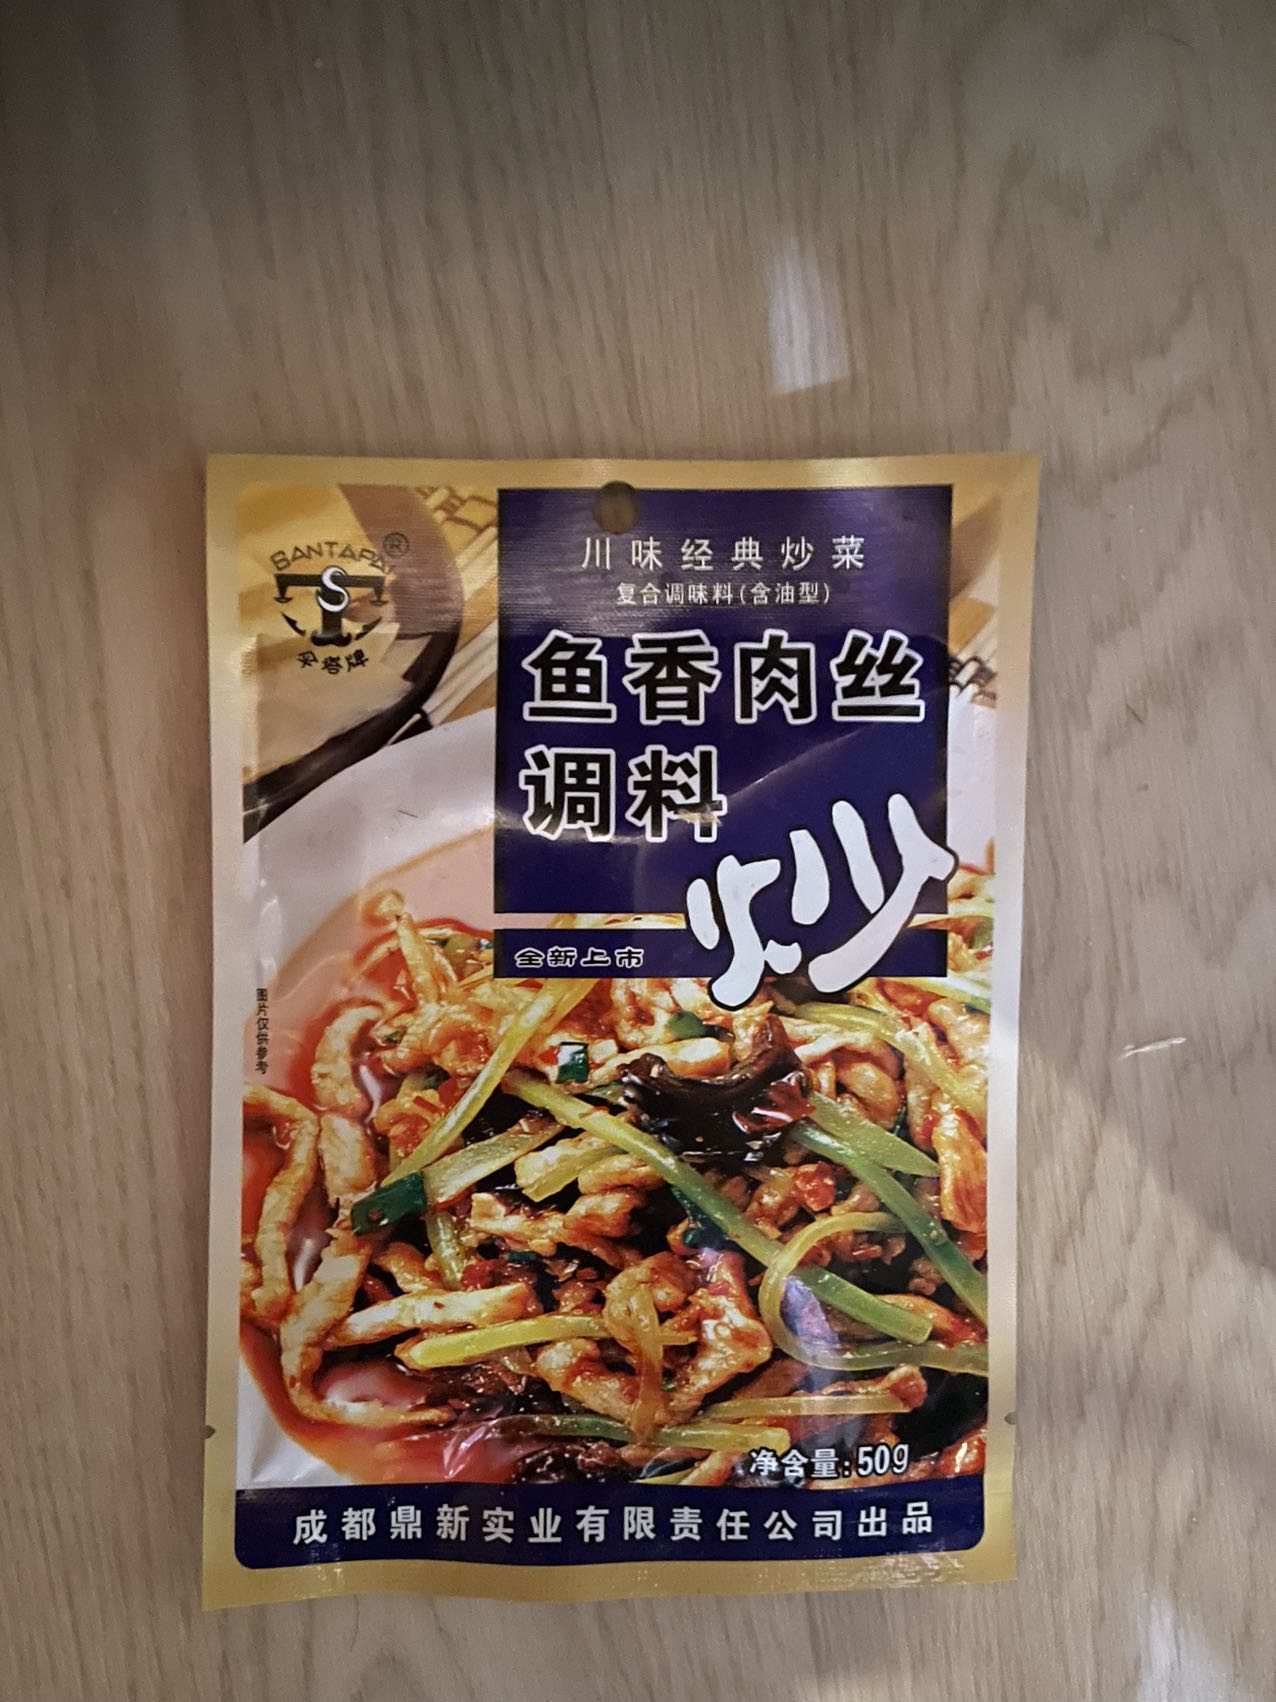 SANTAPAI®
川味经典炒菜
复合调味料(含油型)
鱼香肉丝
调料
炒
全新上市
图片仅供参考
净含量:50g
成都鼎新实业有限责任公司出品